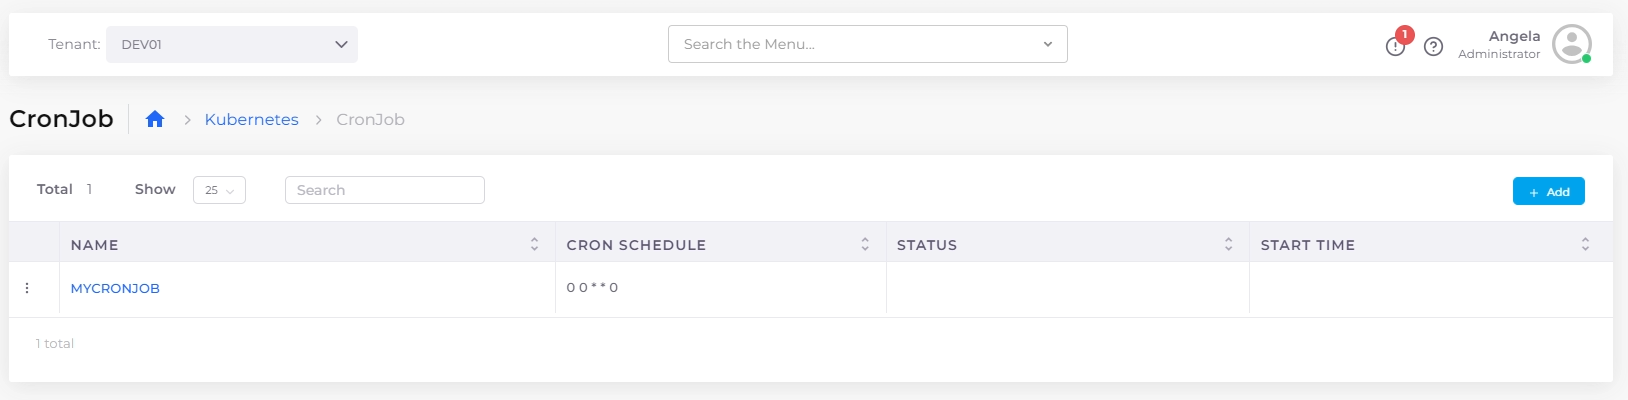 Tenant: DEV01
Search the Menu...
1
Angela
Administrator
CronJob
Kubernetes
CronJob
Total 1
Show 25
Search
+ Add
NAME CRON SCHEDULE STATUS START TIME
MYCRONJOB 0 0 * * 0
1 total